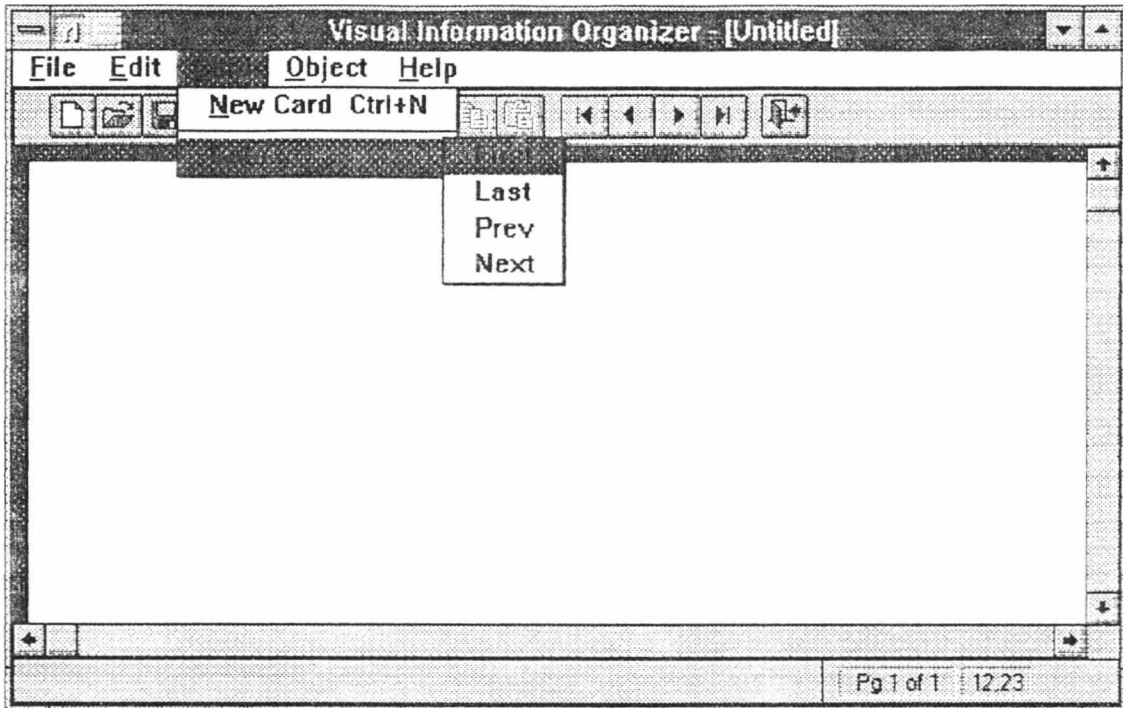 Visual Information Organizer - [Untitled]
File Edit Object Help
New Card Ctrl+N
First
Last
Prev
Next
Pg 1 of 1 12,23